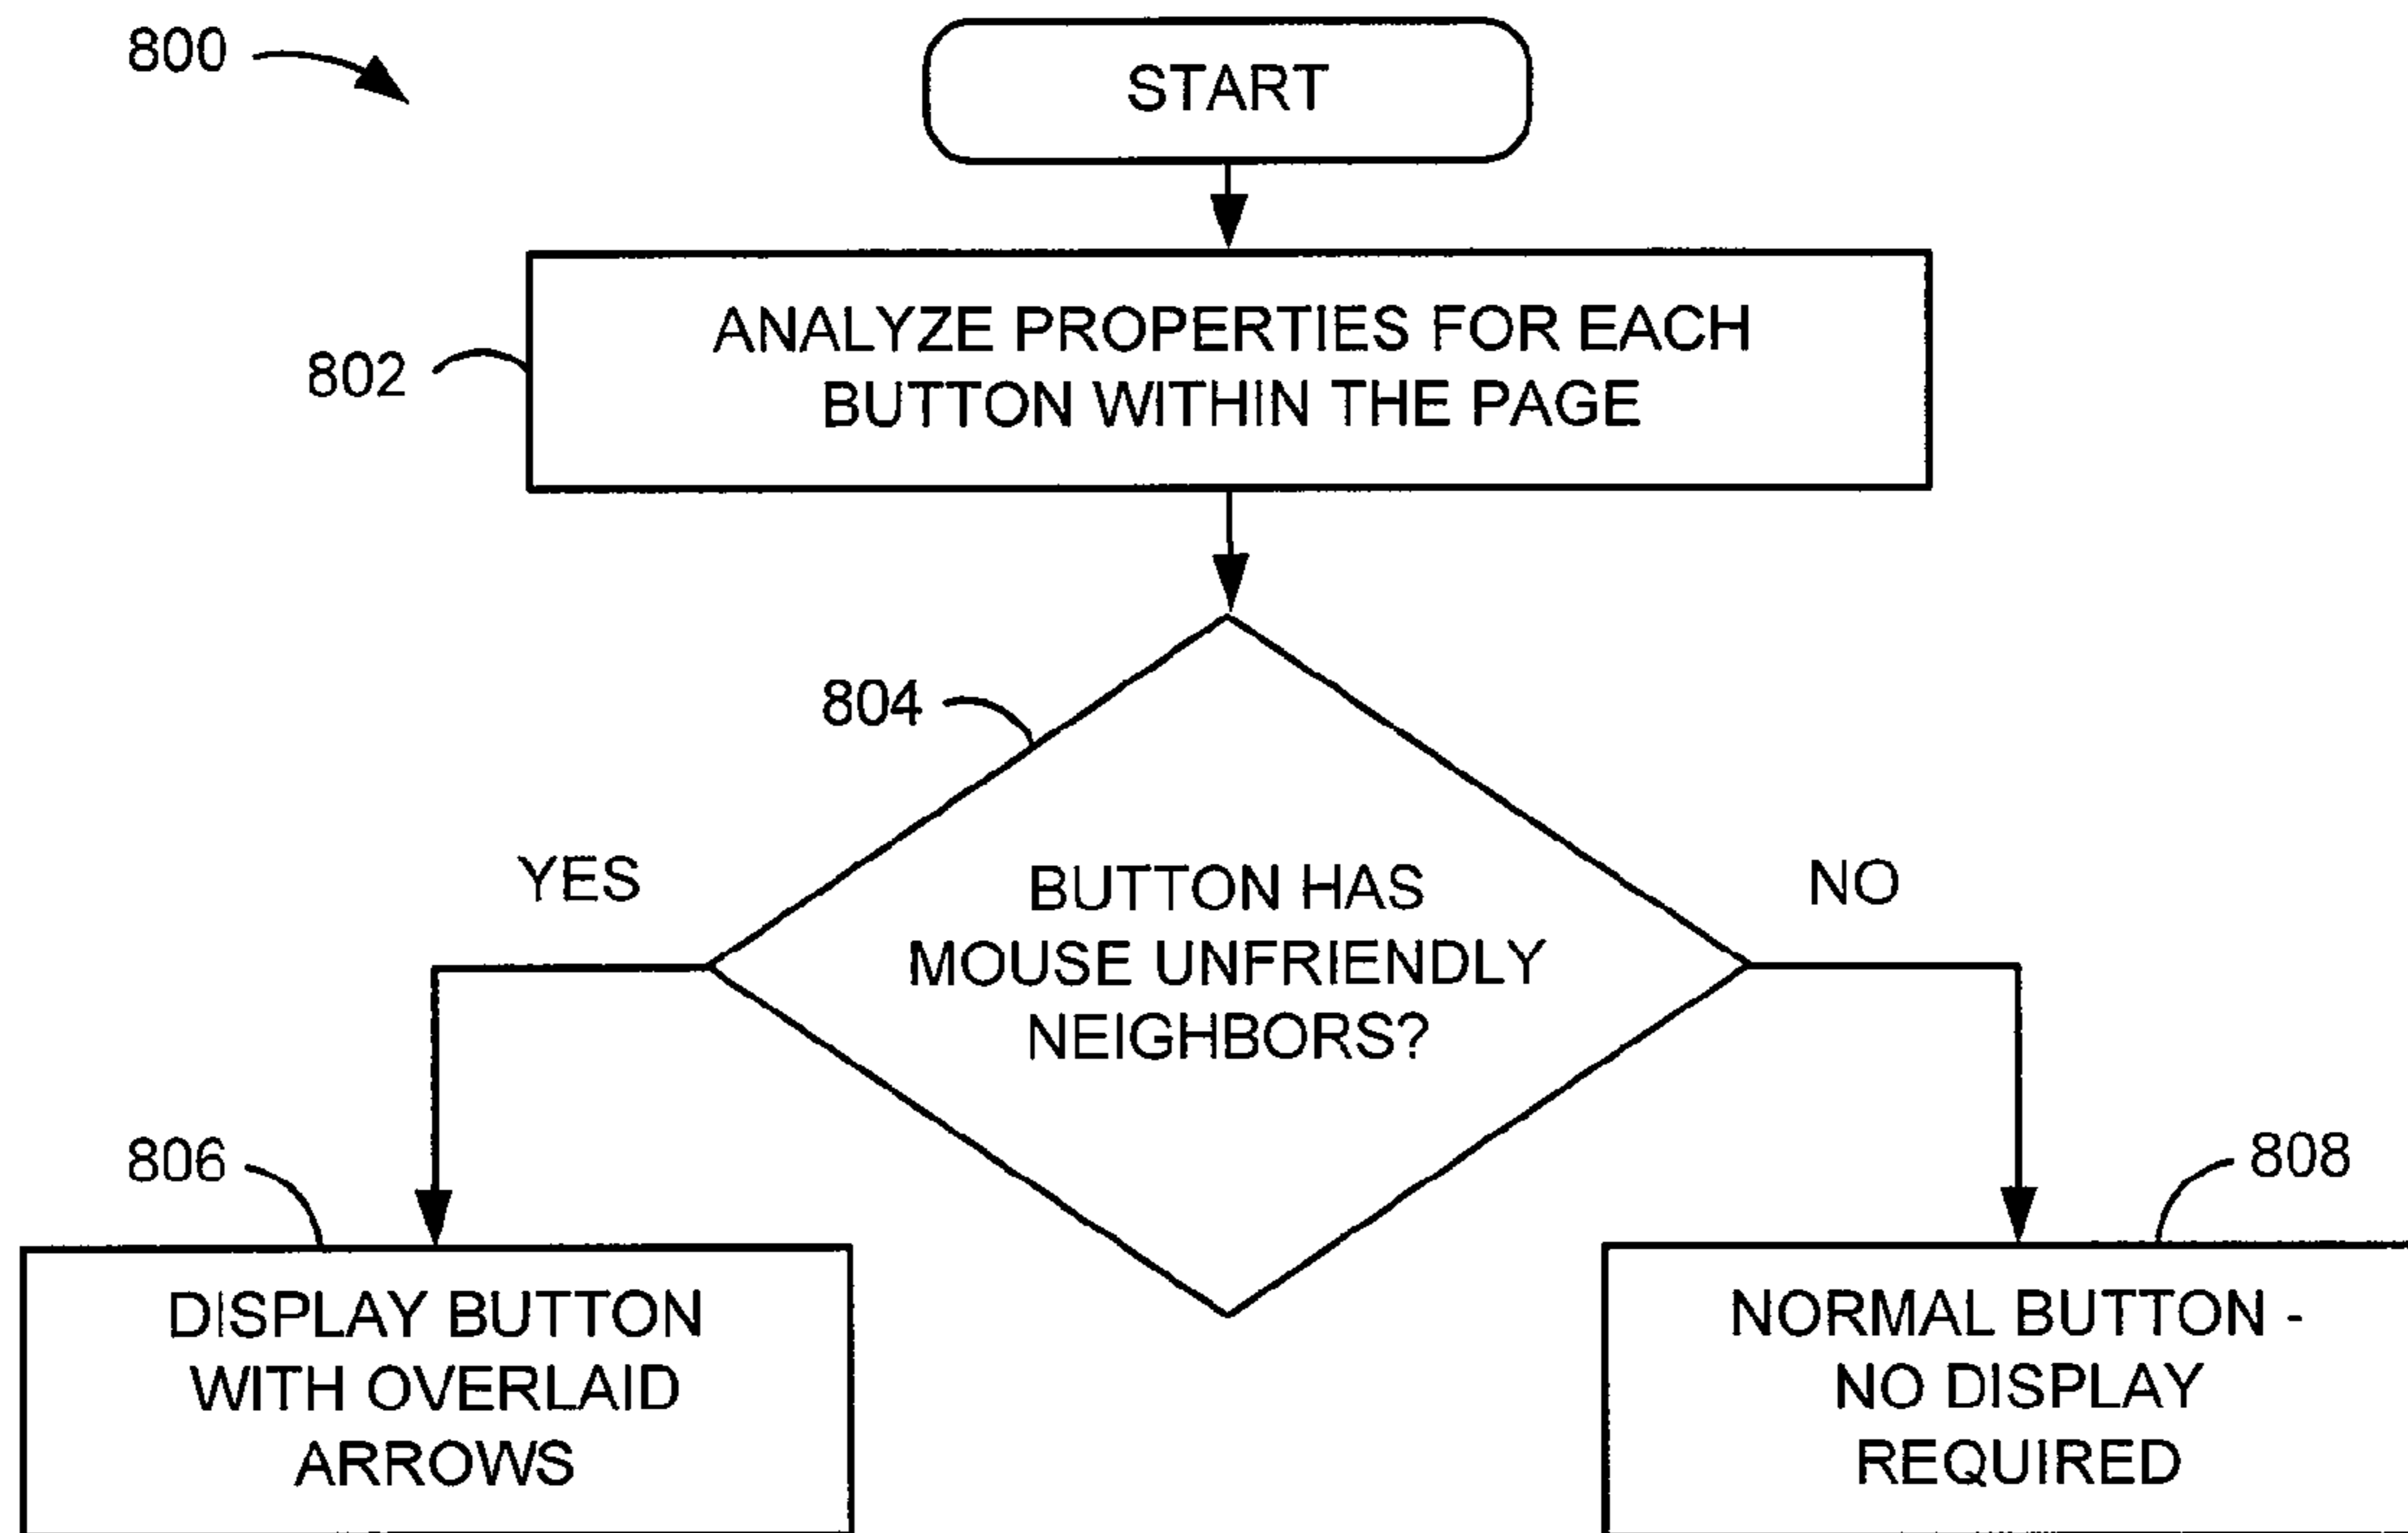 800
START
802
ANALYZE PROPERTIES FOR EACH
BUTTON WITHIN THE PAGE
804
YES
NO
BUTTON HAS
MOUSE UNFRIENDLY
NEIGHBORS?
806
808
DISPLAY BUTTON
WITH OVERLAID
ARROWS
NORMAL BUTTON -
NO DISPLAY
REQUIRED